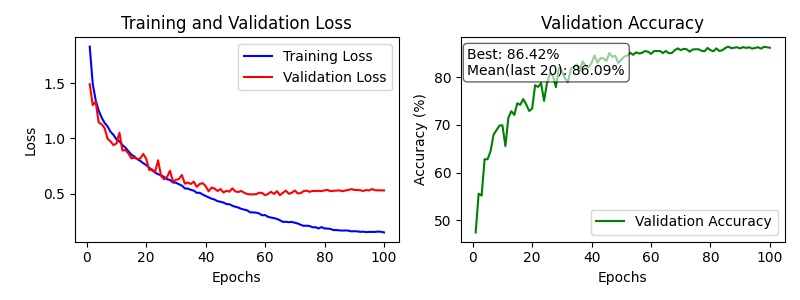 Training and Validation Loss
Training Loss
Validation Loss
1.5
1.0
0.5
Loss
0
20
40
60
80
100
Epochs
Validation Accuracy
Best: 86.42%
Mean(last 20): 86.09%
80
70
60
50
Accuracy (%)
Validation Accuracy
0
20
40
60
80
100
Epochs